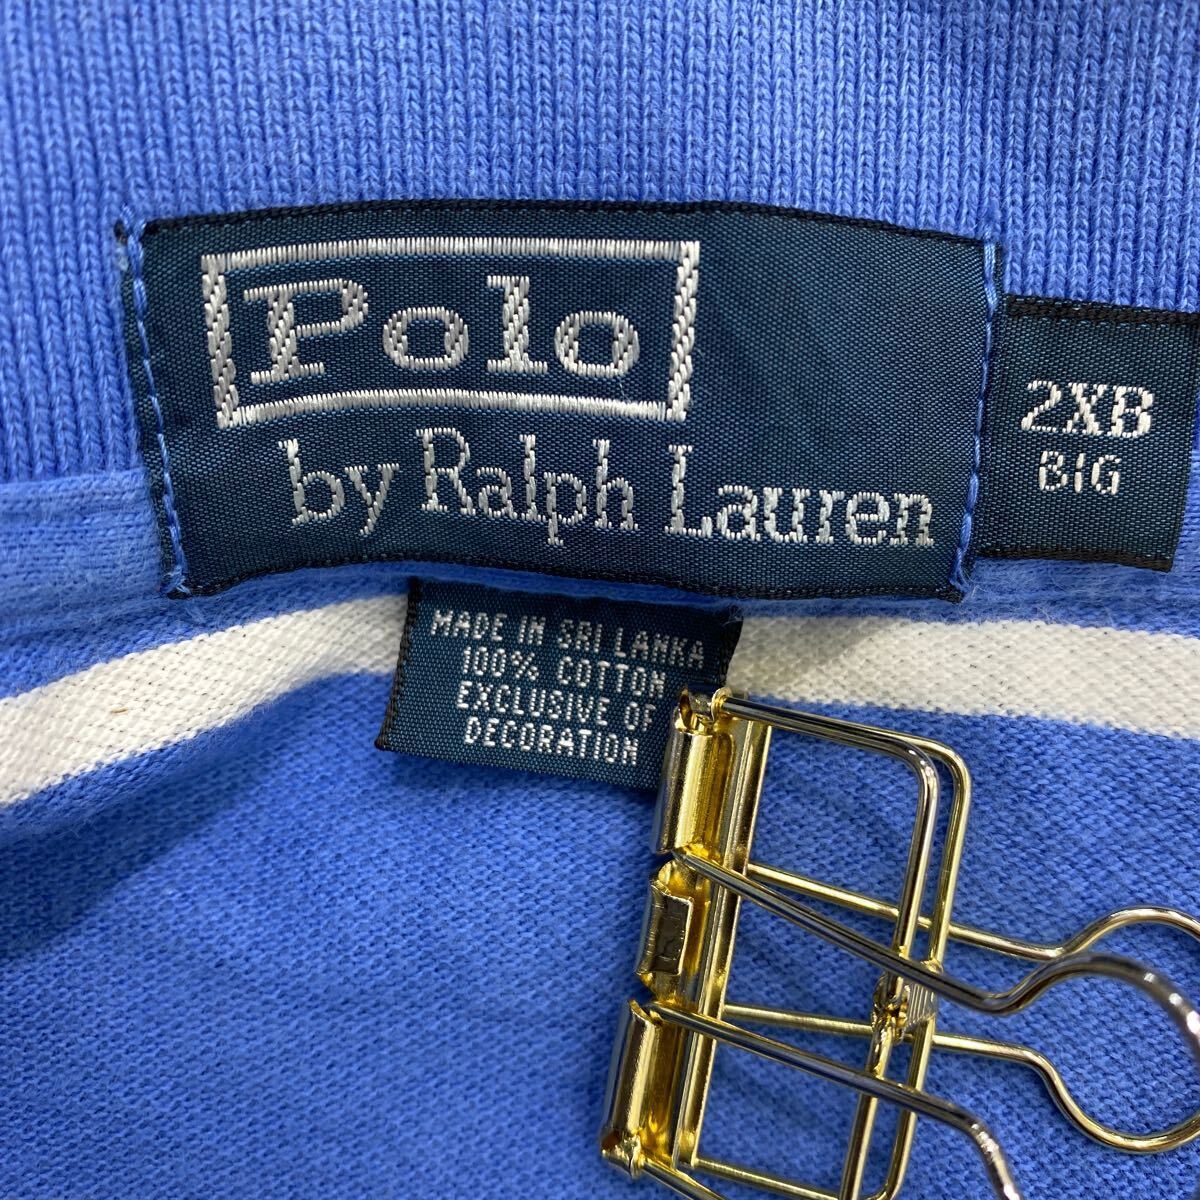 Polo
by Ralph Lauren
2XB
BIG
MADE IN SRI LANKA
100% COTTON
EXCLUSIVE OF
DECORATION